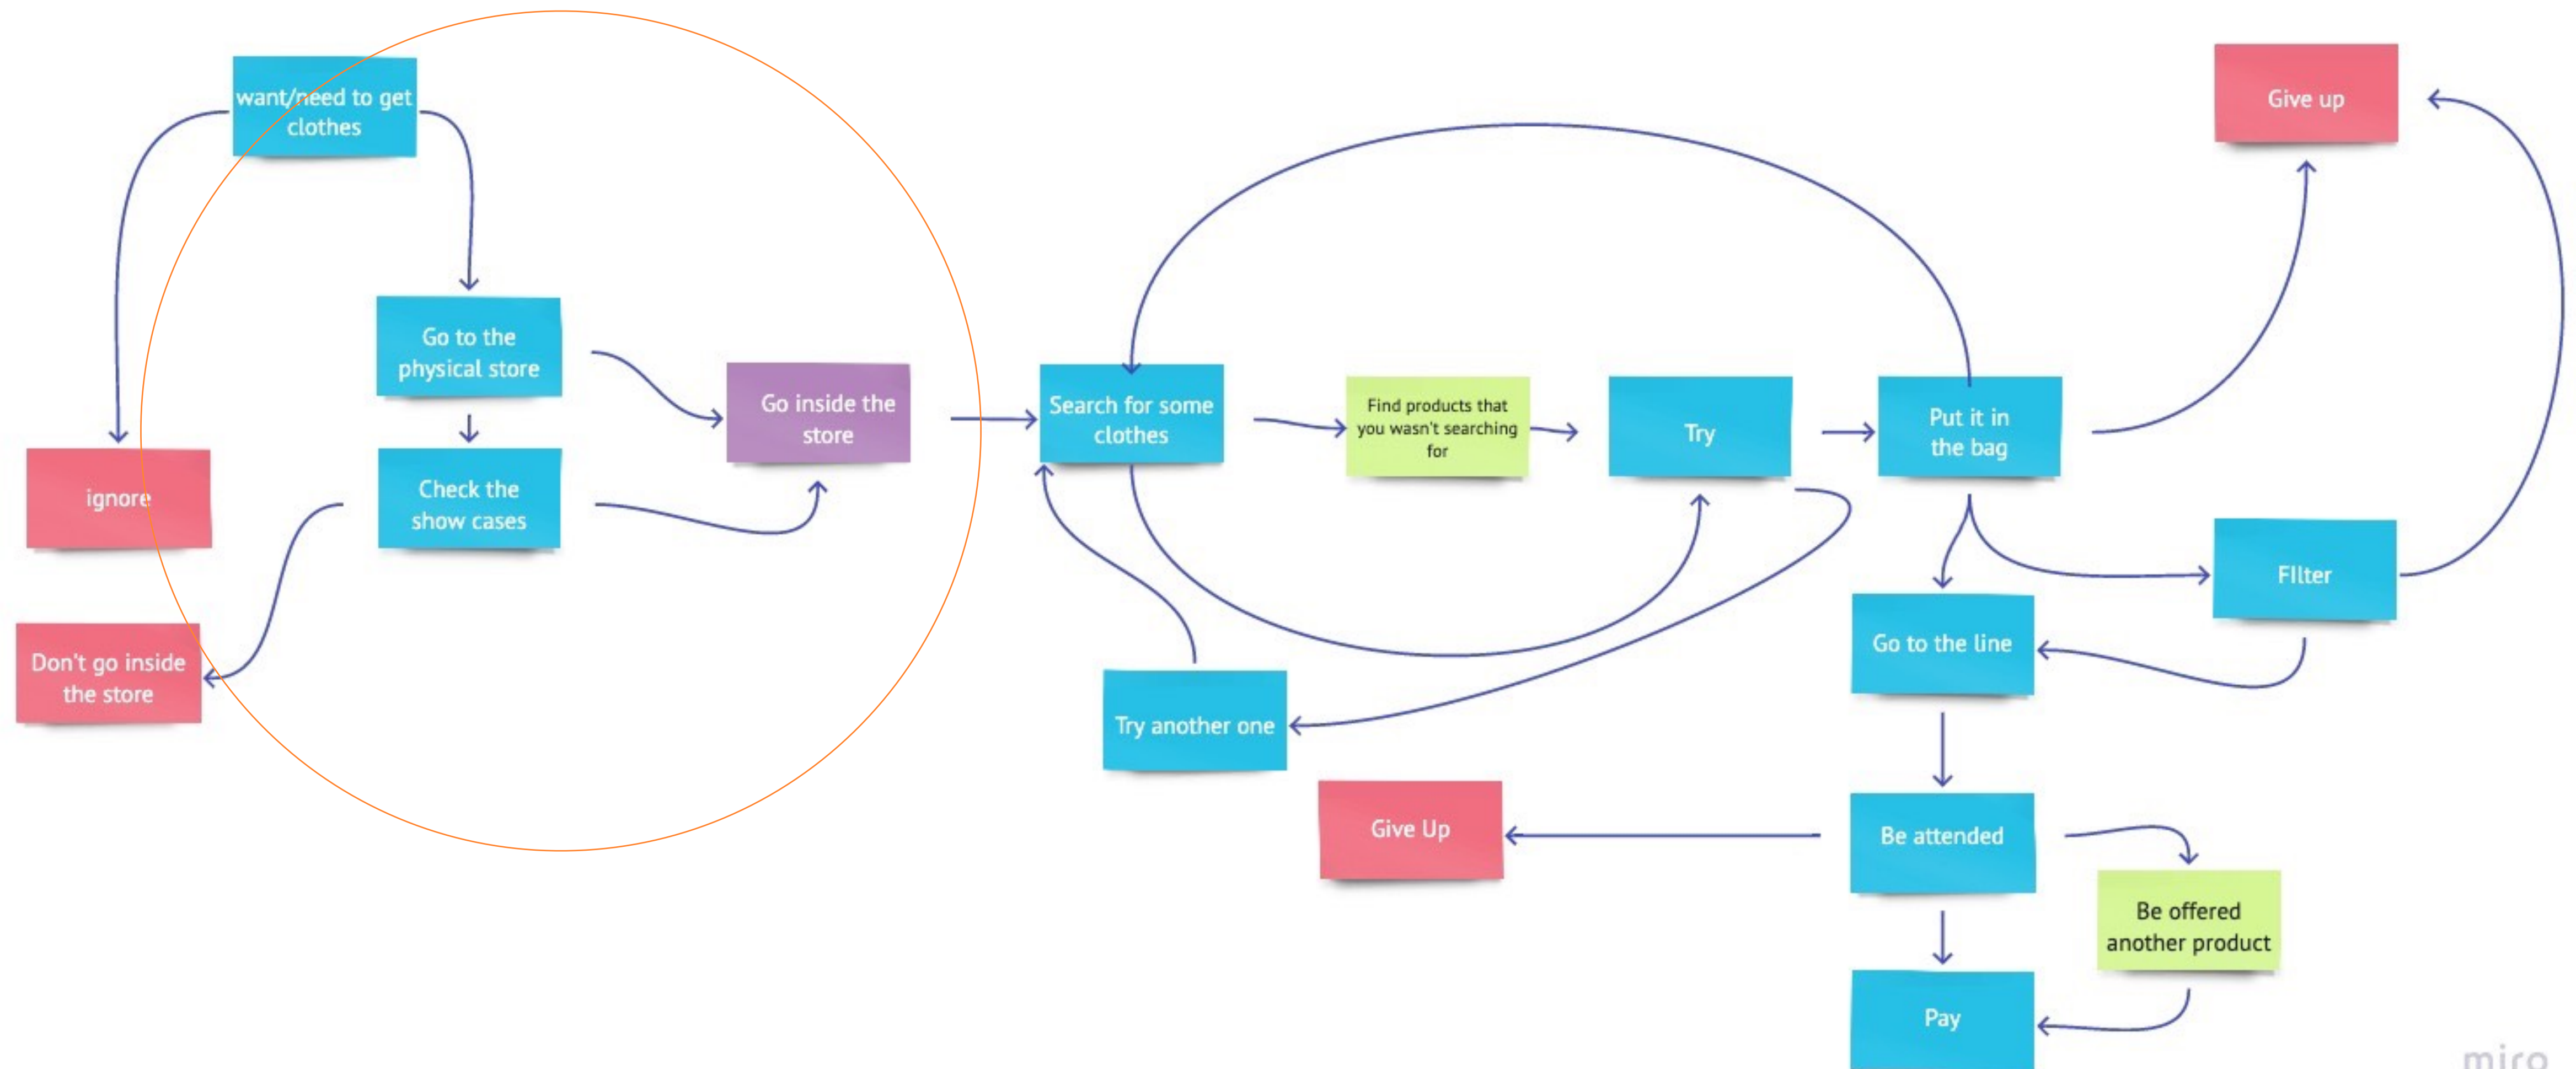 want/need to get
clothes
Go to the
physical store
Check the
show cases
ignore
Don't go inside
the store
Go inside the
store
Search for some
clothes
Find products that
you wasn't searching
for
Try
Put it in
the bag
Give up
FIlter
Go to the line
Try another one
Give Up
Be attended
Be offered
another product
Pay
miro